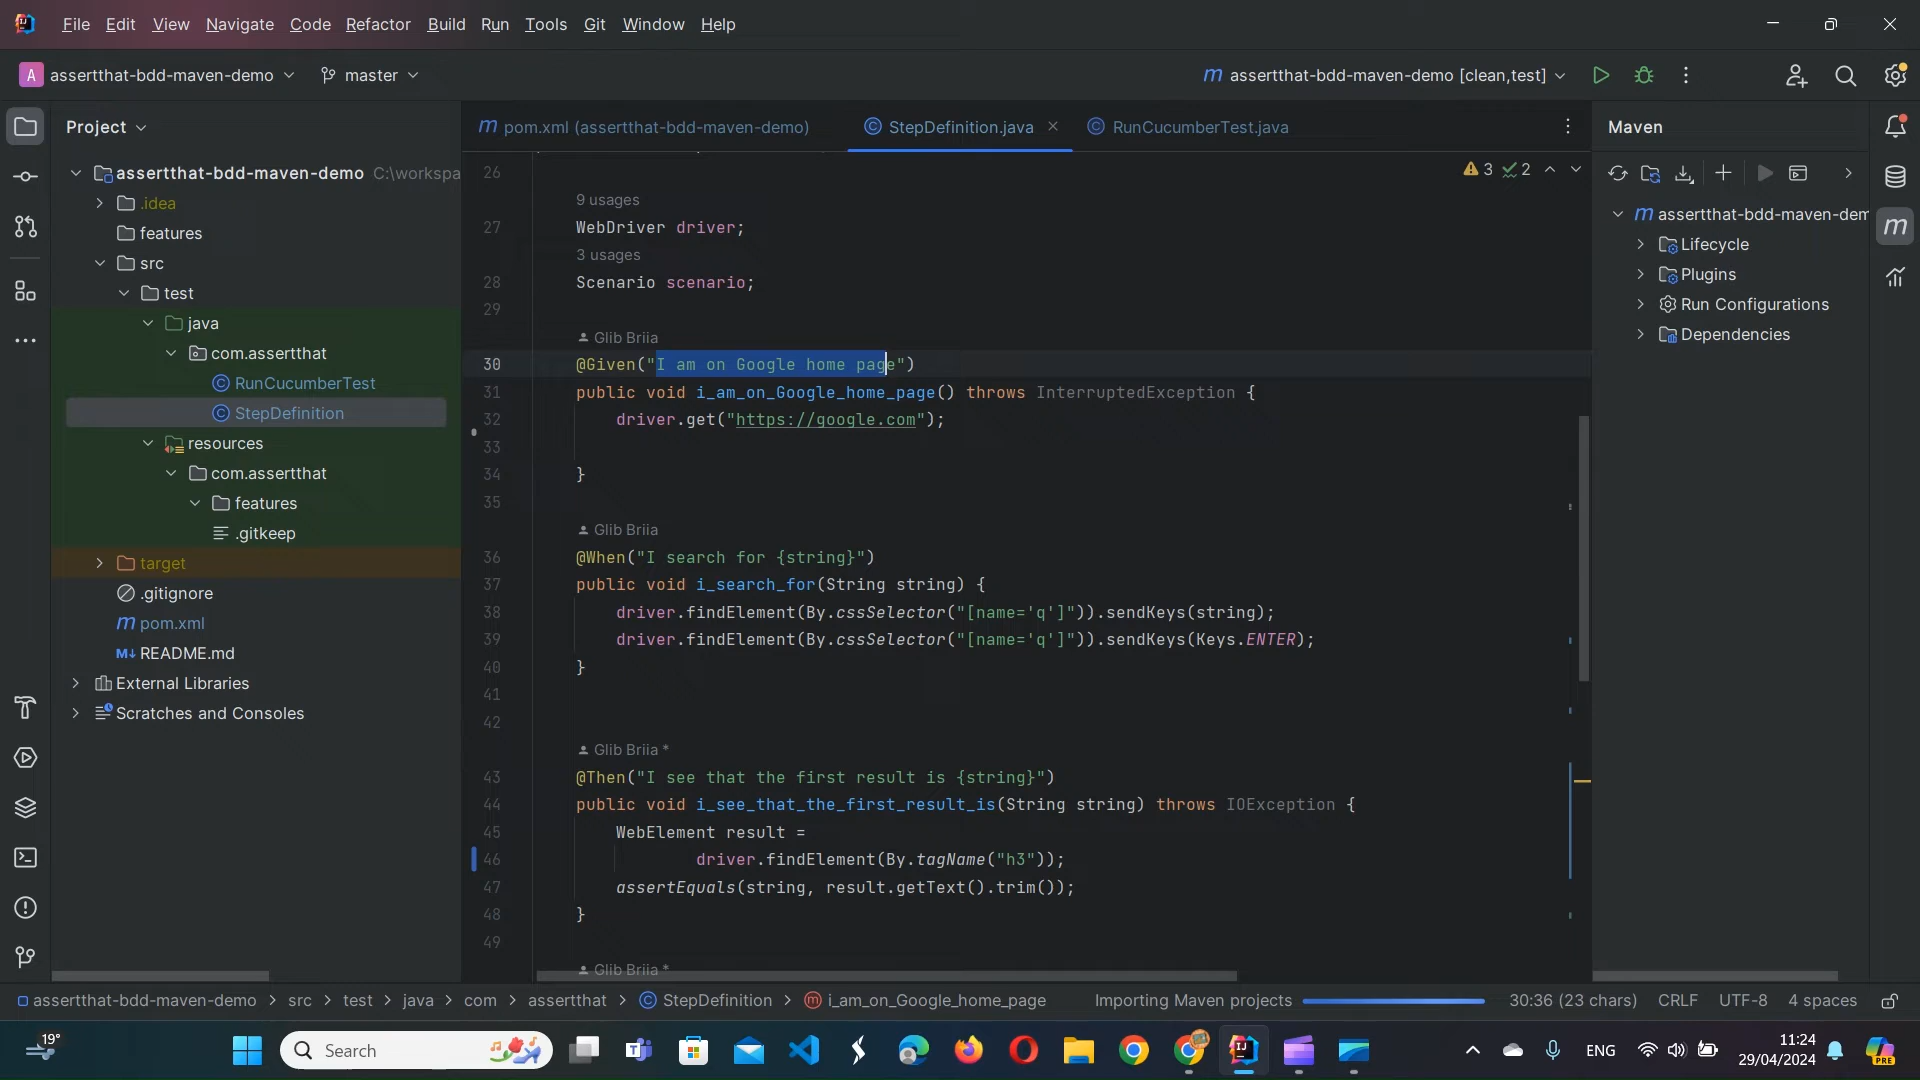 File Edit View Navigate Code Refactor Build Run Tools Git Window Help
A assertthat-bdd-maven-demo master
m assertthat-bdd-maven-demo [clean,test]
Project
assertthat-bdd-maven-demo C:\workspa
.idea
features
src
test
java
com.assertthat
RunCucumberTest
StepDefinition
resources
com.assertthat
features
.gitkeep
target
.gitignore
m pom.xml
M↓ README.md
External Libraries
Scratches and Consoles
m pom.xml (assertthat-bdd-maven-demo) StepDefinition.java RunCucumberTest.java
3 2
26
9 usages
27 WebDriver driver;
3 usages
28 Scenario scenario;
29
Glib Briia
30 @Given("I am on Google home page")
31 public void i_am_on_Google_home_page() throws InterruptedException {
32 driver.get("https://google.com");
33
34 }
35
Glib Briia
36 @When("I search for {string}")
37 public void i_search_for(String string) {
38 driver.findElement(By.cssSelector("[name='q']")).sendKeys(string);
39 driver.findElement(By.cssSelector("[name='q']")).sendKeys(Keys.ENTER);
40 }
41
42
Glib Briia *
43 @Then("I see that the first result is {string}")
44 public void i_see_that_the_first_result_is(String string) throws IOException {
45 WebElement result =
46 driver.findElement(By.tagName("h3"));
47 assertEquals(string, result.getText().trim());
48 }
49
Glib Briia *
Maven
m assertthat-bdd-maven-dem
Lifecycle
Plugins
Run Configurations
Dependencies
m
assertthat-bdd-maven-demo > src > test > java > com > assertthat > StepDefinition > i_am_on_Google_home_page
Importing Maven projects 30:36 (23 chars) CRLF UTF-8 4 spaces
19°
Search
ENG
11:24
29/04/2024
PRE